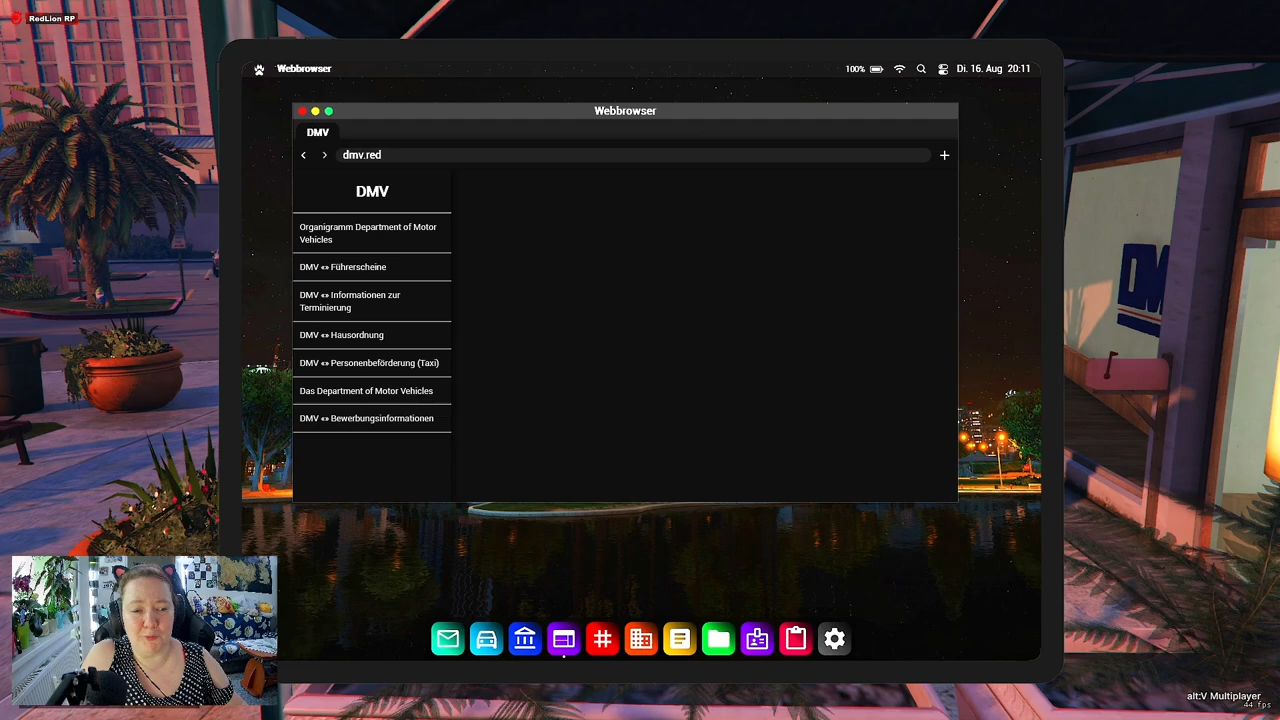 RedLion RP
Webbrowser
100%
Di. 16. Aug 20:11
Webbrowser
DMV
dmv.red
DMV
Organigramm Department of Motor
Vehicles
DMV «» Führerscheine
DMV «» Informationen zur
Terminierung
DMV «» Hausordnung
DMV «» Personenbeförderung (Taxi)
Das Department of Motor Vehicles
DMV «» Bewerbungsinformationen
alt:V Multiplayer
44 fps